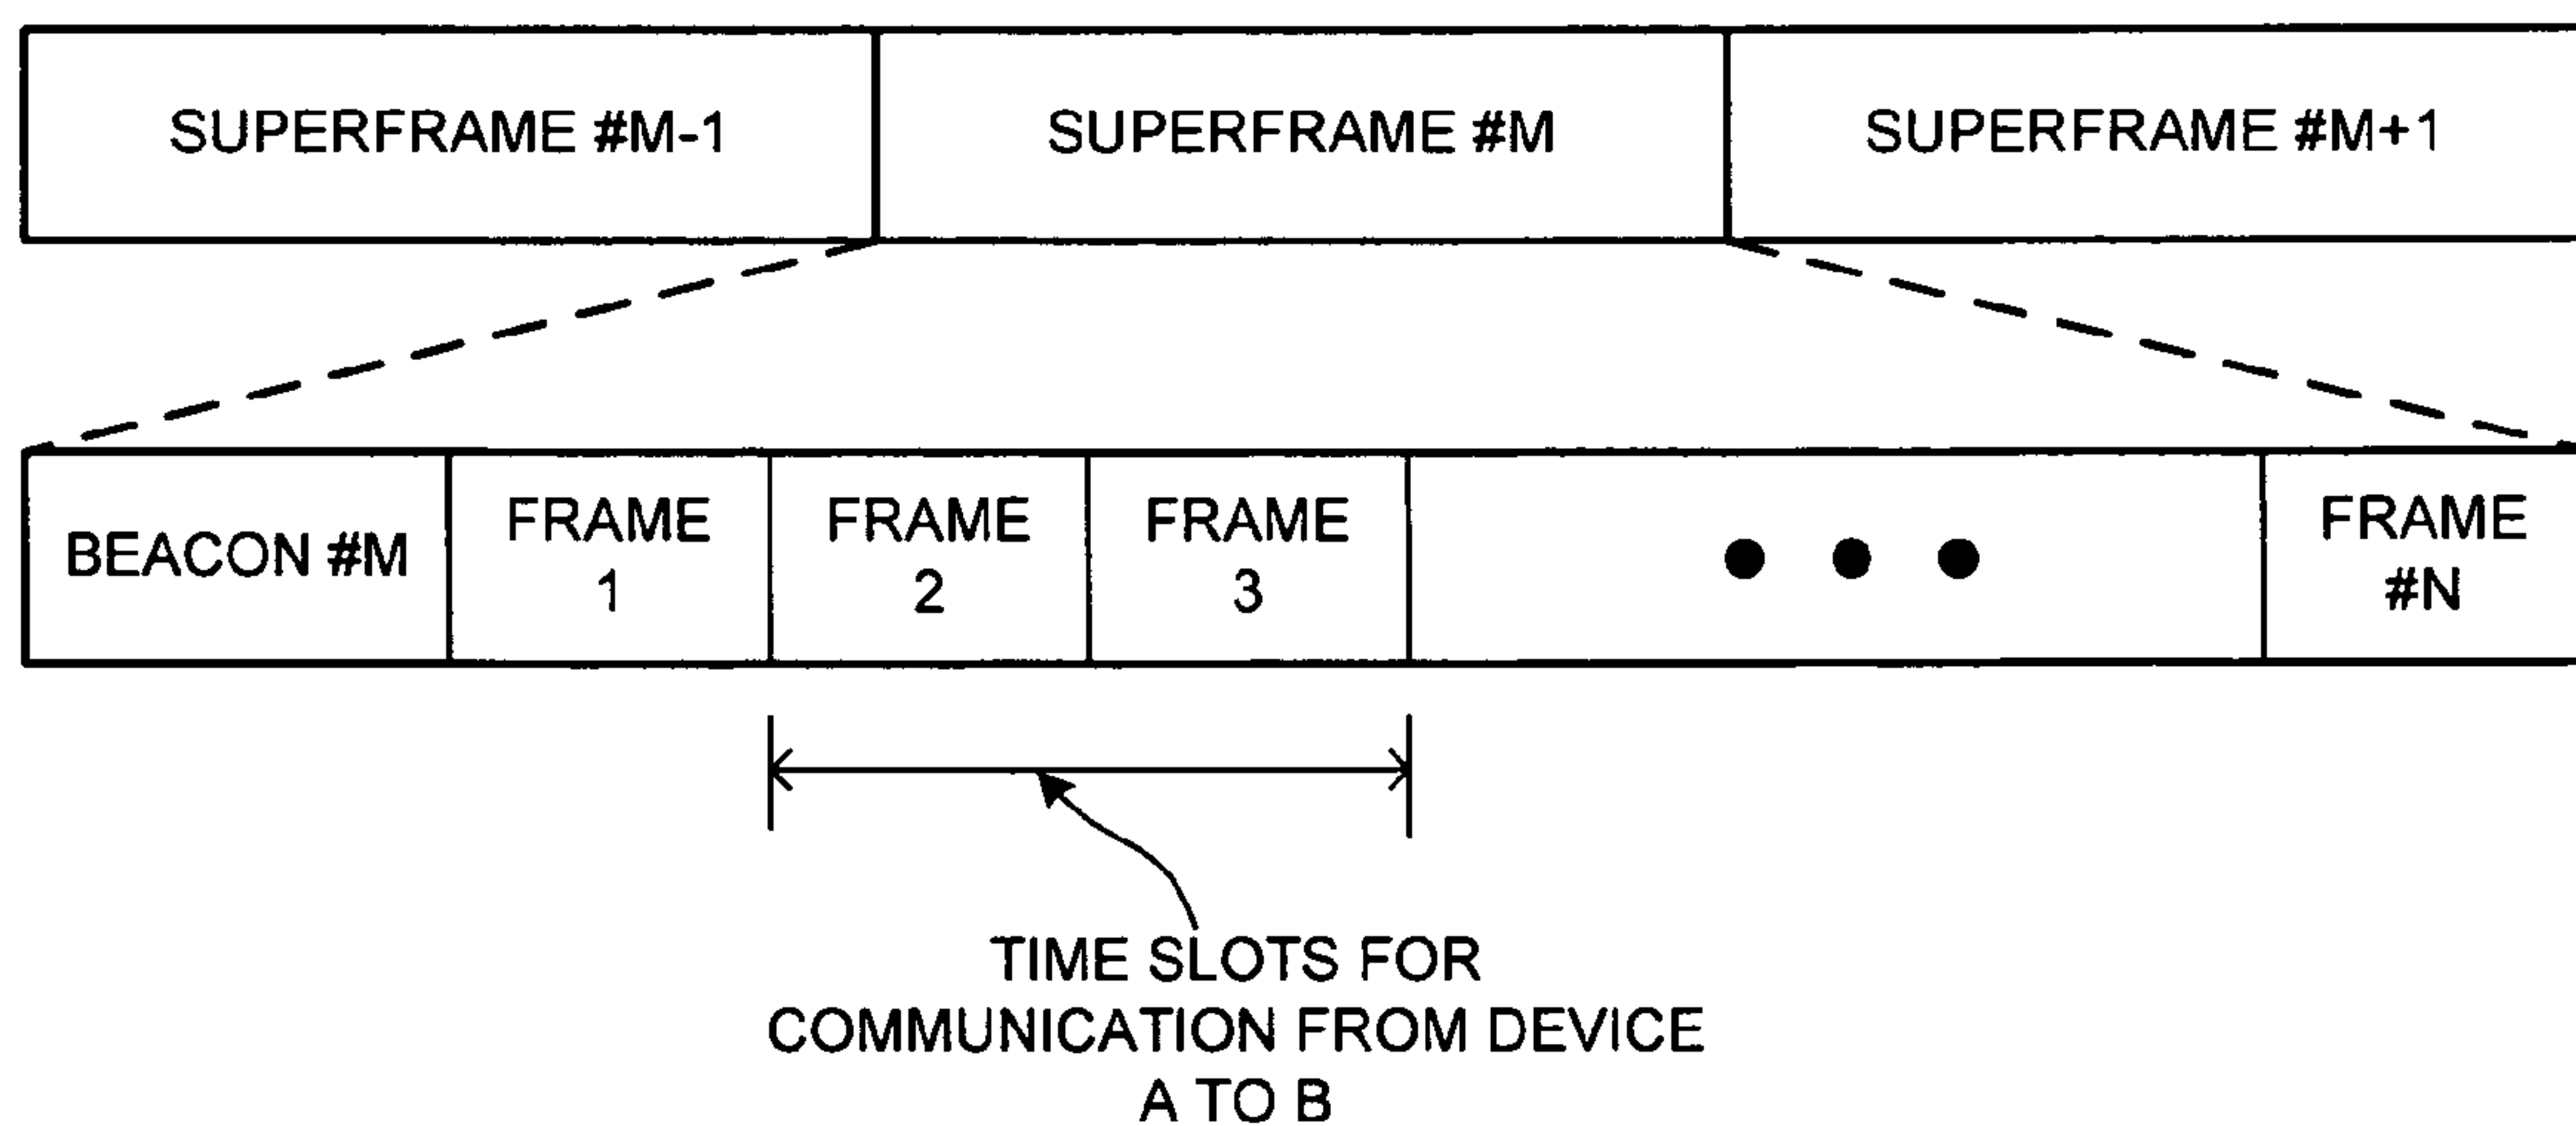 SUPERFRAME #M-1
SUPERFRAME #M
SUPERFRAME #M+1
BEACON #M
FRAME
1
FRAME
2
FRAME
3
FRAME
#N
TIME SLOTS FOR
COMMUNICATION FROM DEVICE
A TO B